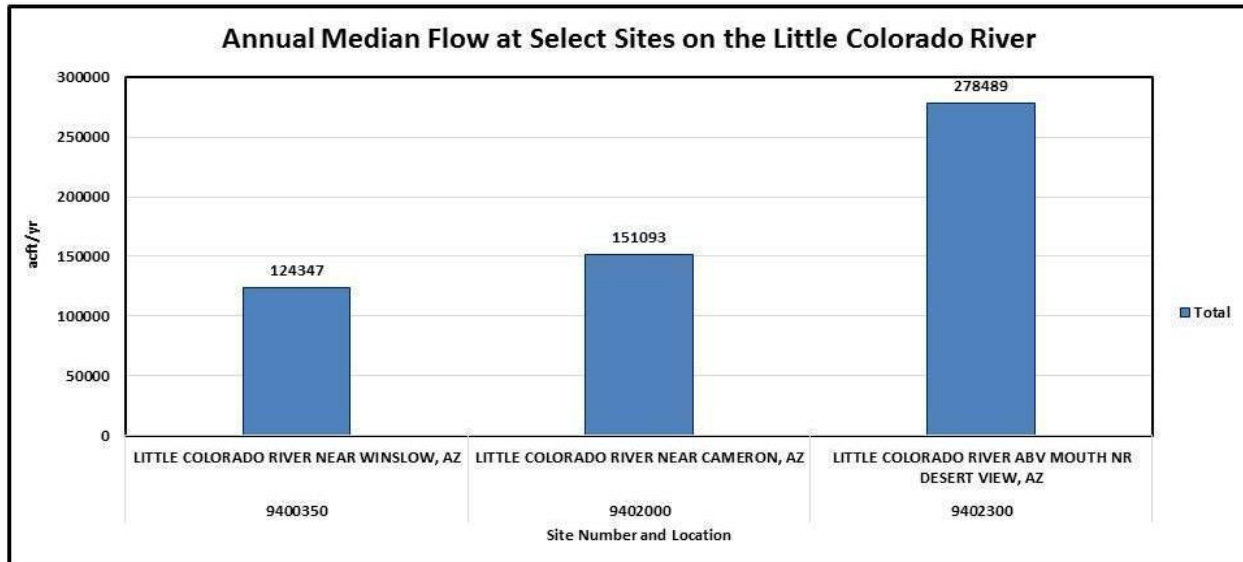 Annual Median Flow at Select Sites on the Little Colorado River
300000
250000
200000
150000
100000
50000
0
acft/yr
124347
151093
278489
Total
LITTLE COLORADO RIVER NEAR WINSLOW, AZ
LITTLE COLORADO RIVER NEAR CAMERON, AZ
LITTLE COLORADO RIVER ABV MOUTH NR
DESERT VIEW, AZ
9400350
9402000
9402300
Site Number and Location